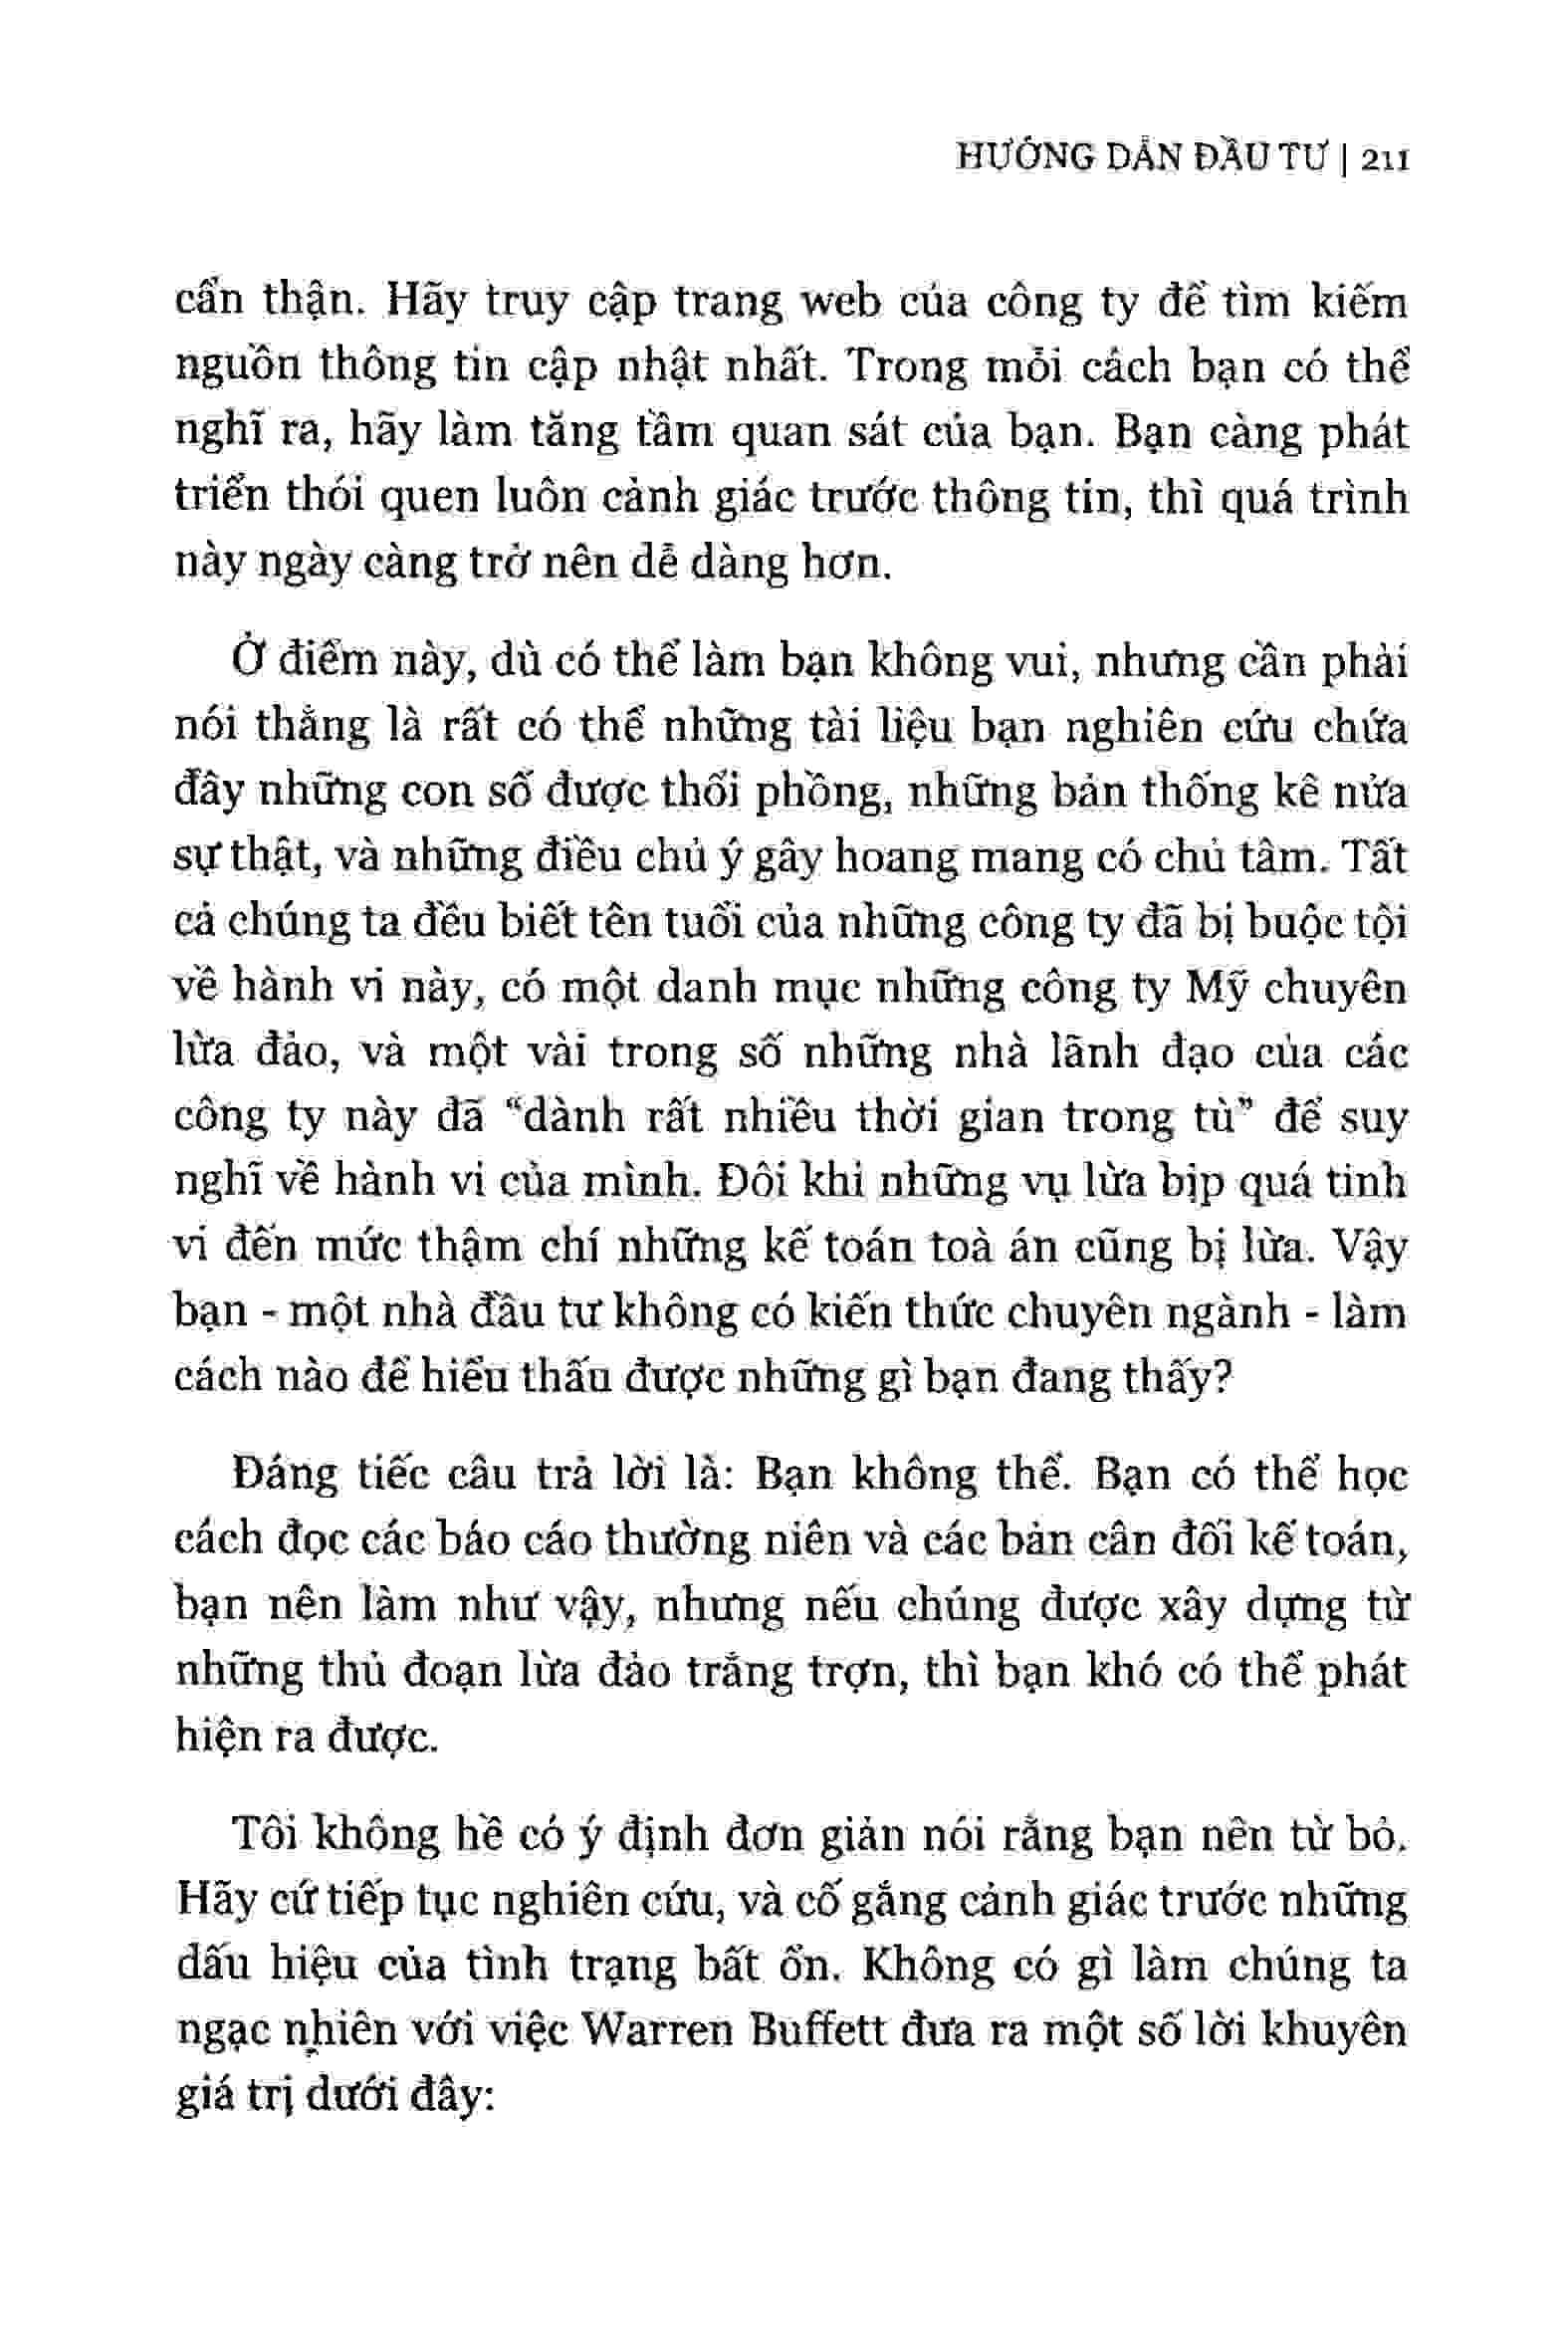 HƯỚNG DẪN ĐẦU TƯ | 211
cẩn thận. Hãy truy cập trang web của công ty để tìm kiếm
nguồn thông tin cập nhật nhất. Trong mỗi cách bạn có thể
nghĩ ra, hãy làm tăng tầm quan sát của bạn. Bạn càng phát
triển thói quen luôn cảnh giác trước thông tin, thì quá trình
này ngày càng trở nên dễ dàng hơn.
Ở điểm này, dù có thể làm bạn không vui, nhưng cần phải
nói thẳng là rất có thể những tài liệu bạn nghiên cứu chứa
đầy những con số được thổi phồng, những bản thống kê nửa
sự thật, và những điều chủ ý gây hoang mang có chủ tâm. Tất
cả chúng ta đều biết tên tuổi của những công ty đã bị buộc tội
về hành vi này, có một danh mục những công ty Mỹ chuyên
lừa đảo, và một vài trong số những nhà lãnh đạo của các
công ty này đã “dành rất nhiều thời gian trong tù” để suy
nghĩ về hành vi của mình. Đôi khi những vụ lừa bịp quá tinh
vi đến mức thậm chí những kế toán toà án cũng bị lừa. Vậy
bạn - một nhà đầu tư không có kiến thức chuyên ngành - làm
cách nào để hiểu thấu được những gì bạn đang thấy?
Đáng tiếc câu trả lời là: Bạn không thể. Bạn có thể học
cách đọc các báo cáo thường niên và các bản cân đối kế toán,
bạn nên làm như vậy, nhưng nếu chúng được xây dựng từ
những thủ đoạn lừa đảo trắng trợn, thì bạn khó có thể phát
hiện ra được.
Tôi không hề có ý định đơn giản nói rằng bạn nên từ bỏ.
Hãy cứ tiếp tục nghiên cứu, và cố gắng cảnh giác trước những
dấu hiệu của tình trạng bất ổn. Không có gì làm chúng ta
ngạc nhiên với việc Warren Buffett đưa ra một số lời khuyên
giá trị dưới đây: